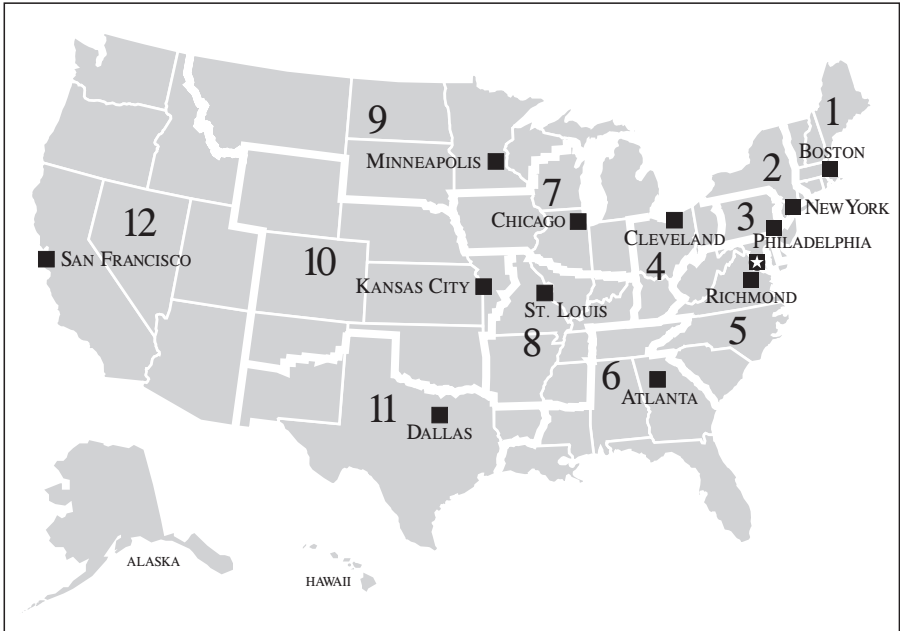 1
BOSTON
2
NEW YORK
3
PHILADELPHIA
CLEVELAND
4
RICHMOND
5
6
ATLANTA
7
CHICAGO
ST. LOUIS
8
9
MINNEAPOLIS
10
KANSAS CITY
11
DALLAS
12
SAN FRANCISCO
ALASKA
HAWAII